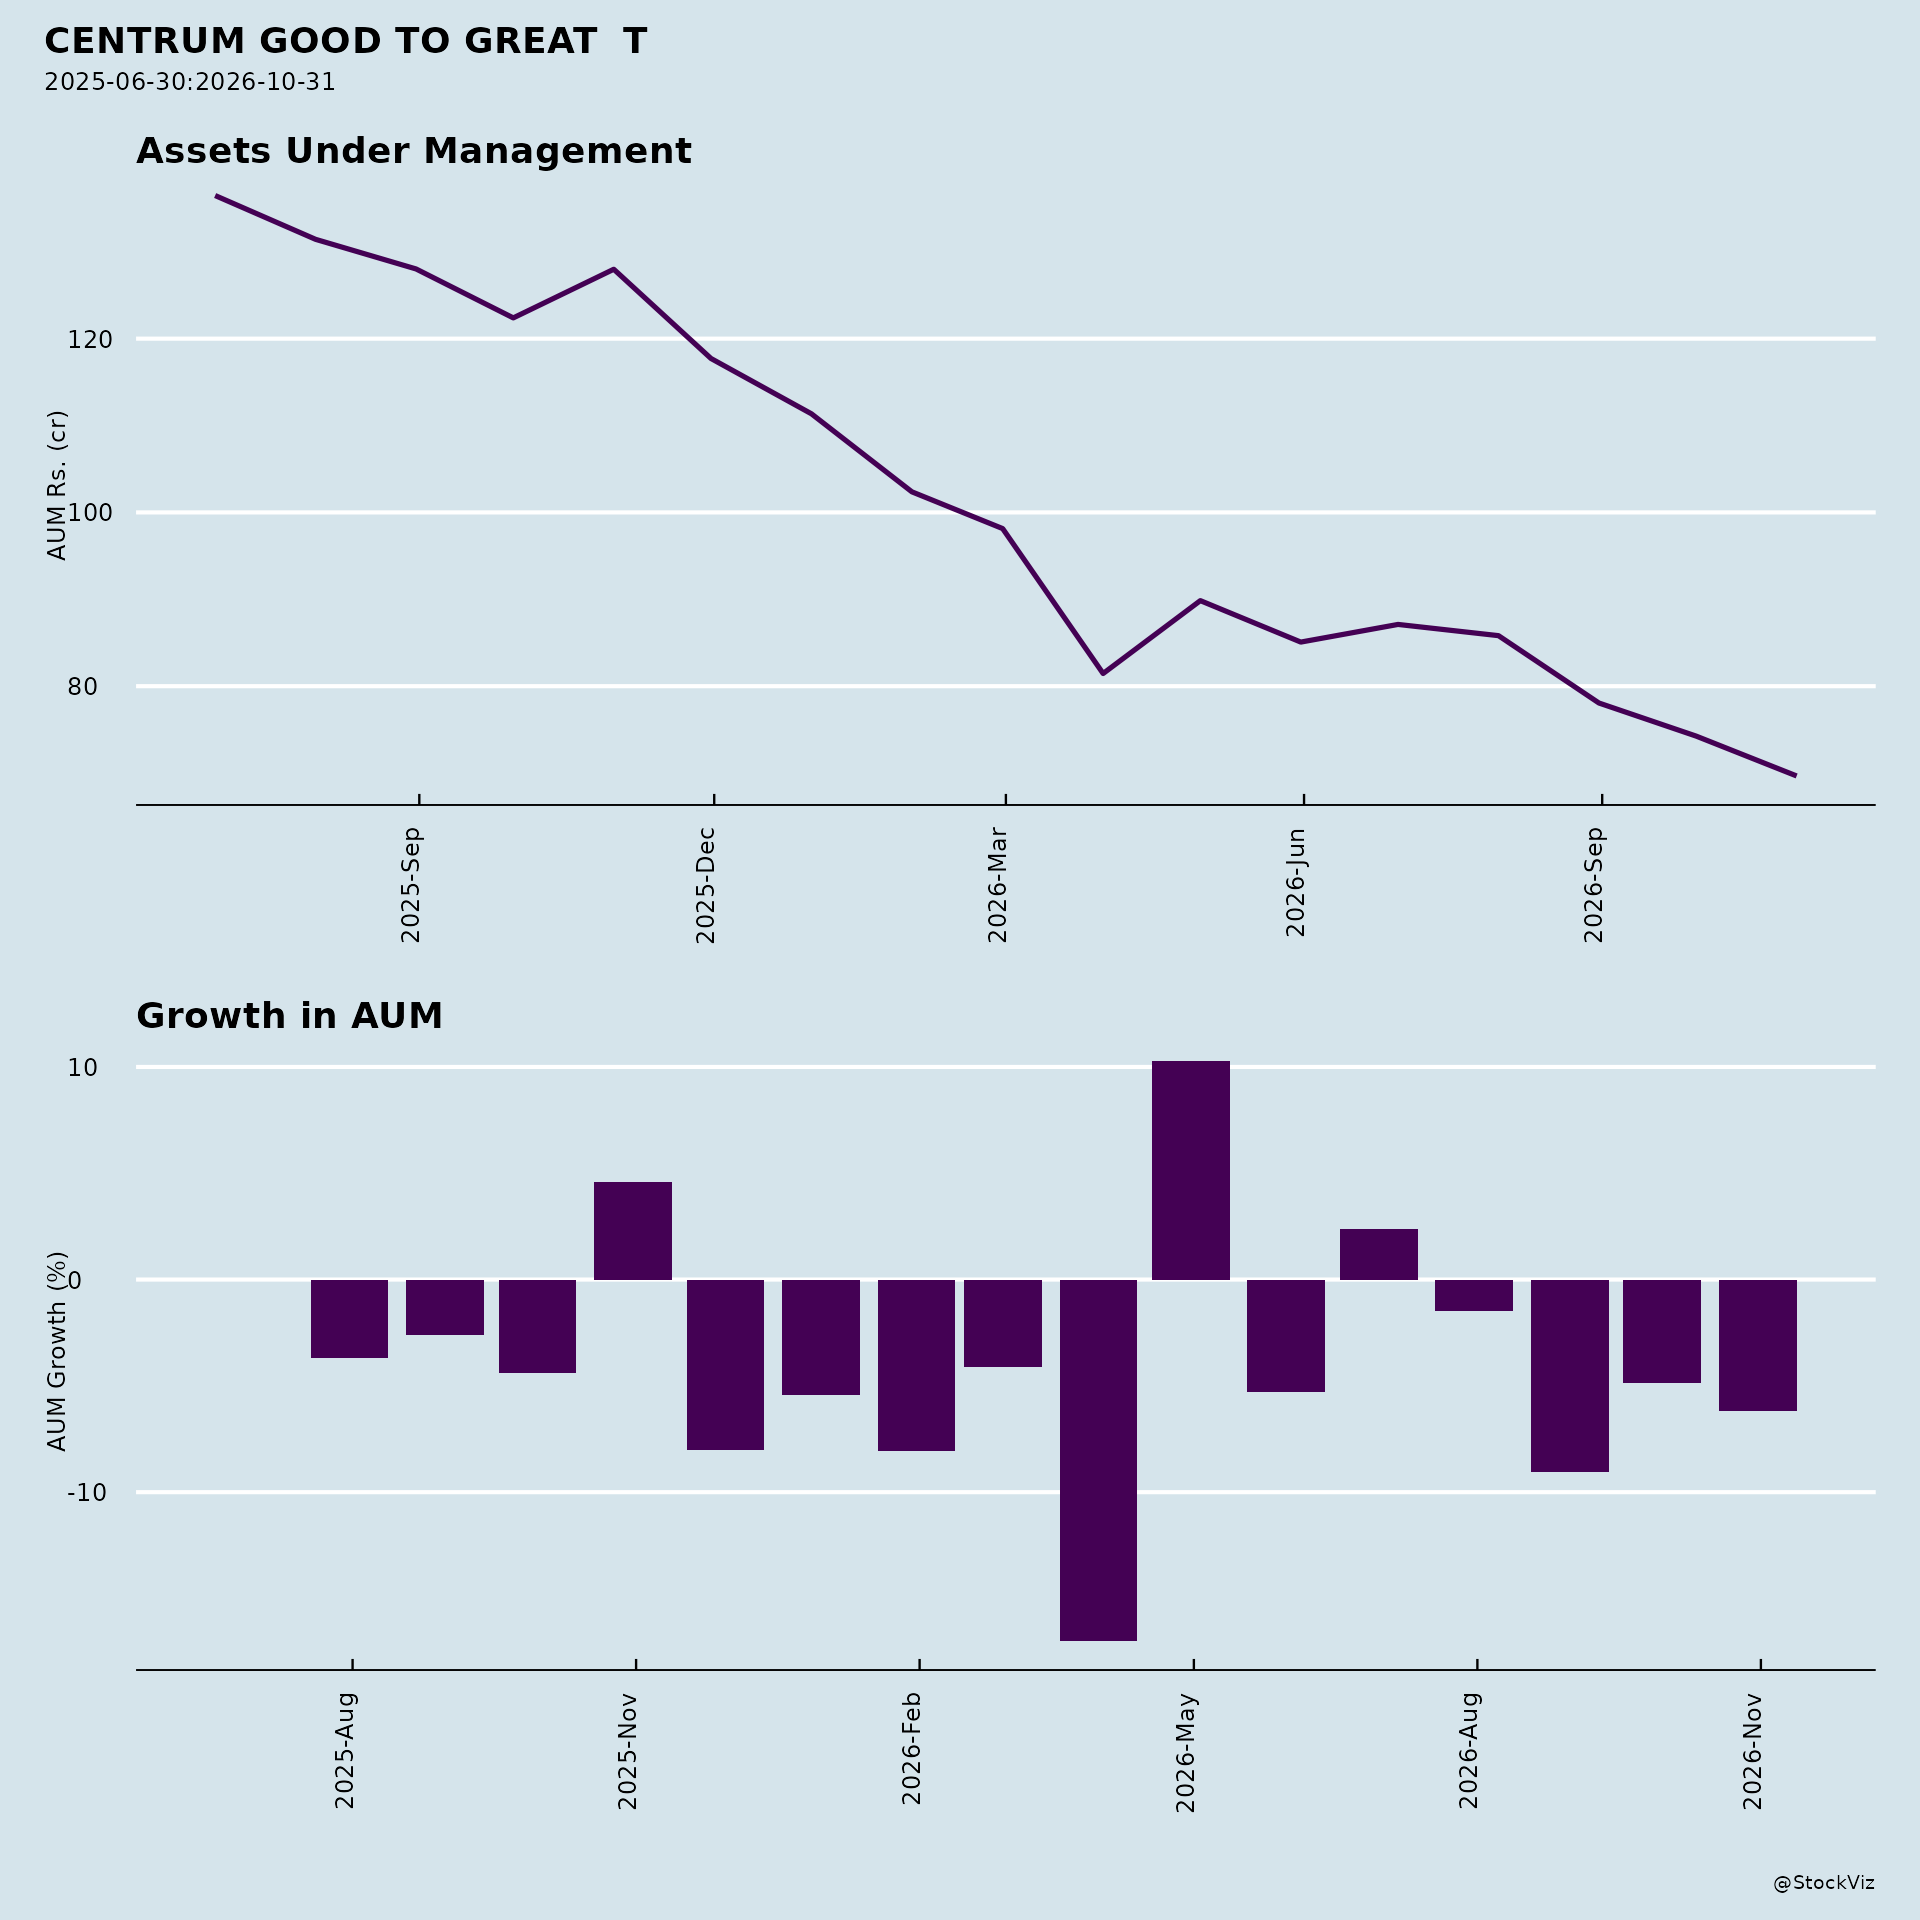 CENTRUM GOOD TO GREAT  T
2025-06-30:2026-10-31
Assets Under Management
AUM Rs. (cr)
120
100
80
2025-Sep
2025-Dec
2026-Mar
2026-Jun
2026-Sep
Growth in AUM
AUM Growth (%)
10
0
-10
2025-Aug
2025-Nov
2026-Feb
2026-May
2026-Aug
2026-Nov
@StockViz